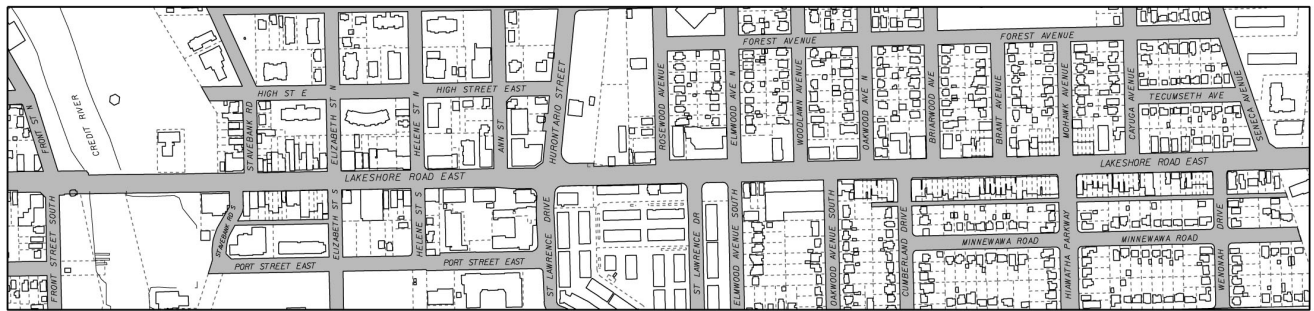 FOREST AVENUE
FOREST AVENUE
HIGH ST E
HIGH STREET EAST
TECUMSETH AVE
FRONT ST N
CREDIT RIVER
STAVEBANK RD
ELIZABETH ST N
HELENE ST N
ANN ST
HURONTARIO STREET
ROSEWOOD AVENUE
ELMWOOD AVE N
WOODLAWN AVENUE
OAKWOOD AVE N
BRIARWOOD AVE
BRANT AVENUE
MOHAWK AVENUE
CAYUGA AVENUE
SENECA AVENUE
LAKESHORE ROAD EAST
LAKESHORE ROAD EAST
FRONT STREET SOUTH
STAVEBANK RD S
ELIZABETH ST S
HELENE ST S
ST LAWRENCE DRIVE
ST LAWRENCE DR
ELMWOOD AVENUE SOUTH
OAKWOOD AVENUE SOUTH
CUMBERLAND DRIVE
HIAWATHA PARKWAY
WENONAH DRIVE
MINNEWAWA ROAD
MINNEWAWA ROAD
PORT STREET EAST
PORT STREET EAST